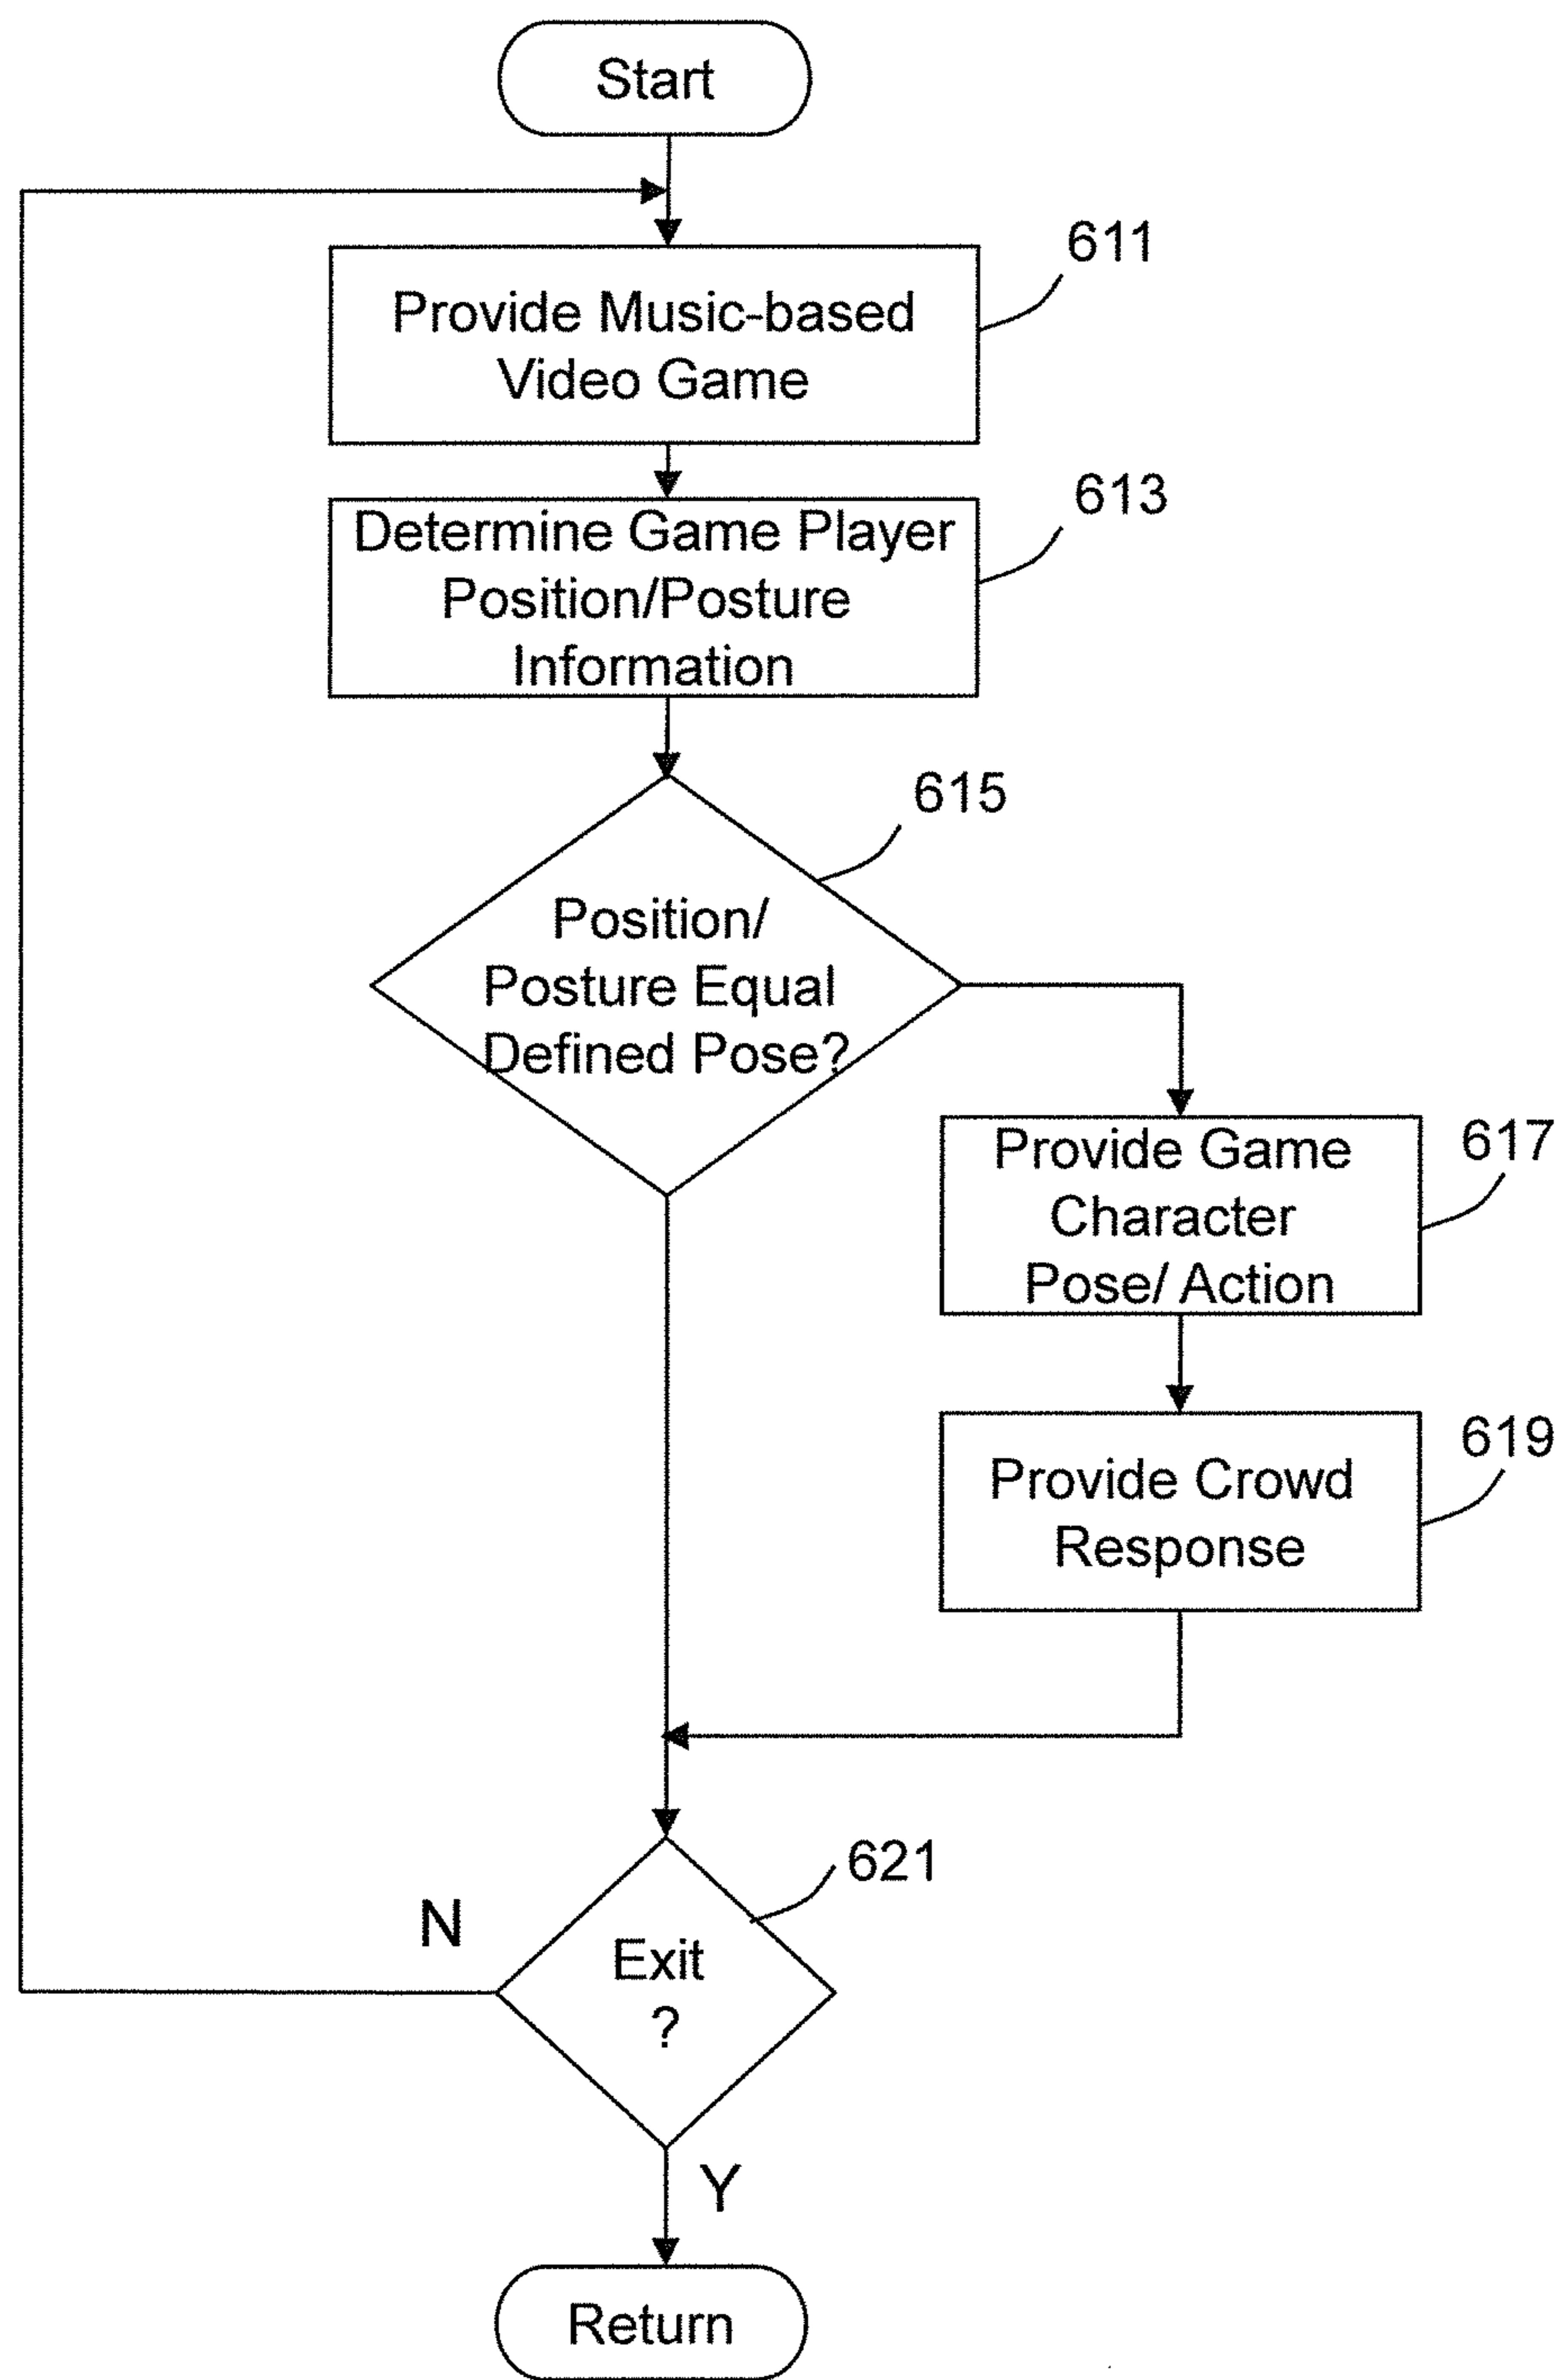 Start
611
Provide Music-based
Video Game
613
Determine Game Player
Position/Posture
Information
615
Position/
Posture Equal
Defined Pose?
617
Provide Game
Character
Pose/ Action
619
Provide Crowd
Response
621
N
Exit
?
Y
Return